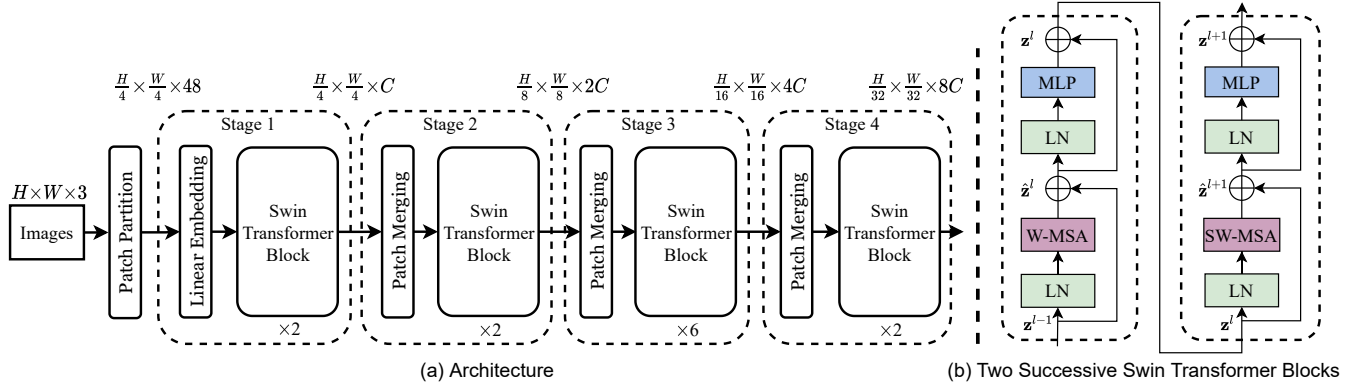 H/4 × W/4 × 48
H/4 × W/4 × C
H/8 × W/8 × 2C
H/16 × W/16 × 4C
H/32 × W/32 × 8C
Stage 1
Stage 2
Stage 3
Stage 4
H×W×3
Images
Patch Partition
Linear Embedding
Swin
Transformer
Block
×2
Patch Merging
Swin
Transformer
Block
×2
Patch Merging
Swin
Transformer
Block
×6
Patch Merging
Swin
Transformer
Block
×2
(a) Architecture
z^l
MLP
LN
ẑ^l
W-MSA
LN
z^{l-1}
z^{l+1}
MLP
LN
ẑ^{l+1}
SW-MSA
LN
z^l
(b) Two Successive Swin Transformer Blocks